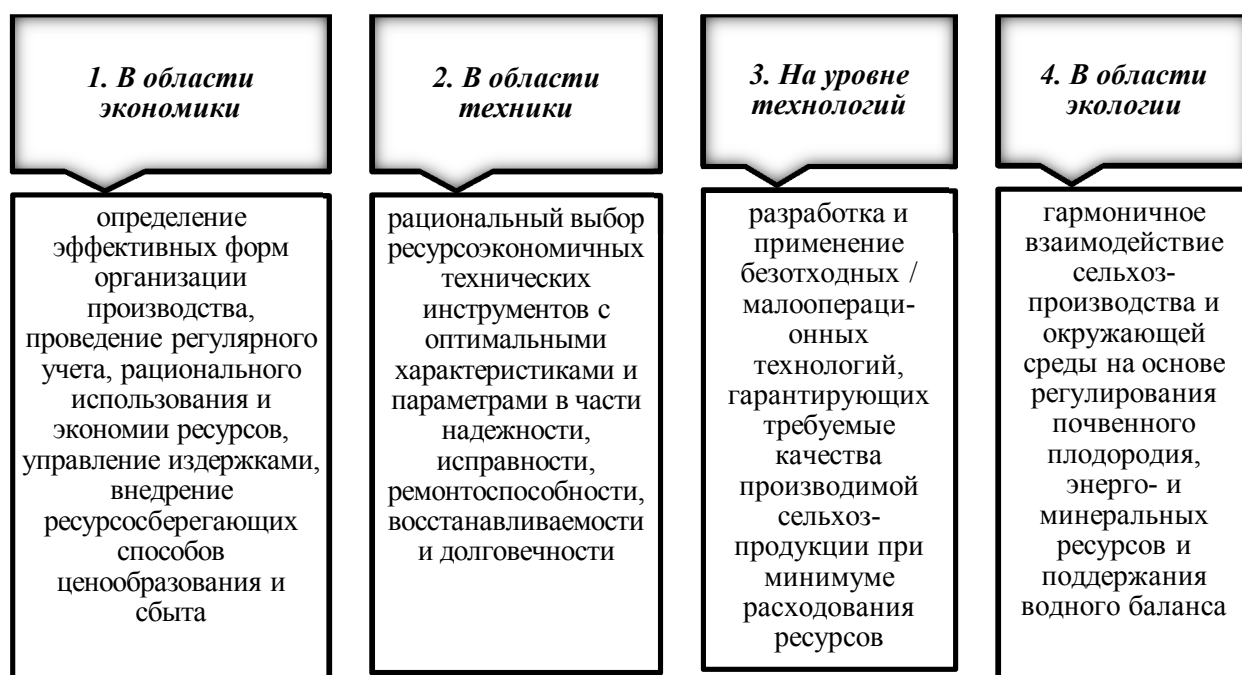 1. В области
экономики
определение
эффективных форм
организации
производства,
проведение регулярного
учета, рационального
использования и
экономии ресурсов,
управление издержками,
внедрение
ресурсосберегающих
способов
ценообразования и
сбыта
2. В области
техники
рациональный выбор
ресурсоэкономичных
технических
инструментов с
оптимальными
характеристиками и
параметрами в части
надежности,
исправности,
ремонтоспособности,
восстанавливаемости
и долговечности
3. На уровне
технологий
разработка и
применение
безотходных /
малоопераци-
онных
технологий,
гарантирующих
требуемые
качества
производимой
сельхоз-
продукции при
минимуме
расходования
ресурсов
4. В области
экологии
гармоничное
взаимодействие
сельхоз-
производства и
окружающей
среды на основе
регулирования
почвенного
плодородия,
энерго- и
минеральных
ресурсов и
поддержания
водного баланса